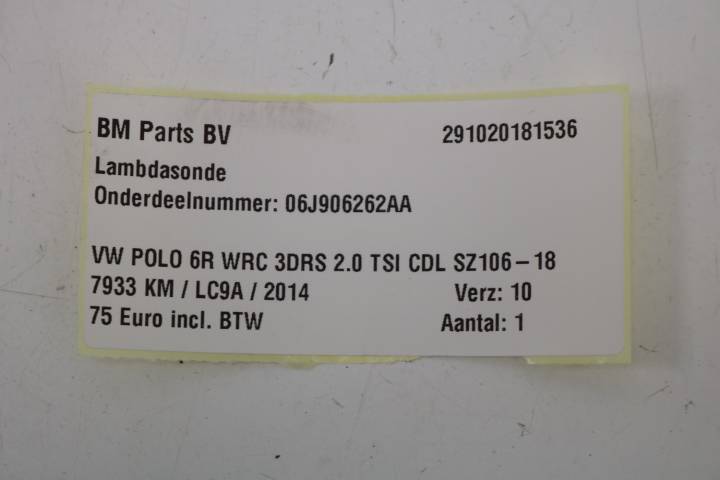 BM Parts BV 291020181536
Lambdasonde
Onderdeelnummer: 06J906262AA
VW POLO 6R WRC 3DRS 2.0 TSI CDL SZ106-18
7933 KM / LC9A / 2014 Verz: 10
75 Euro incl. BTW Aantal: 1